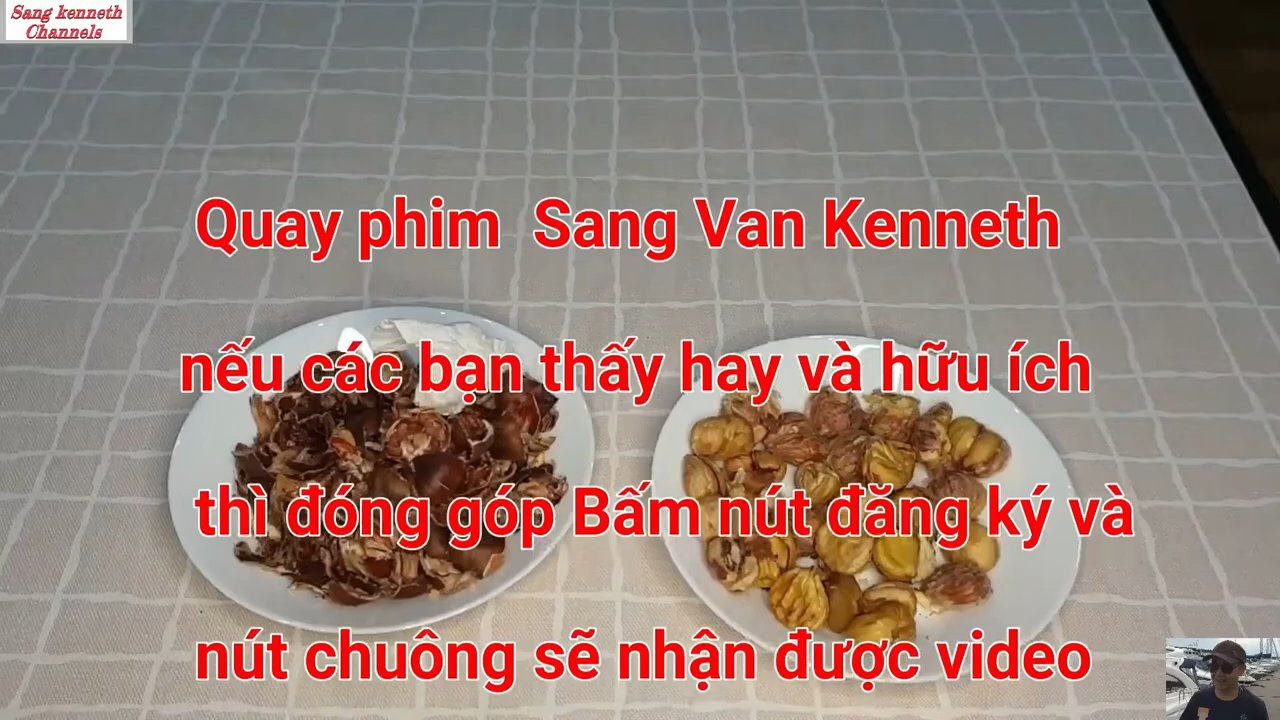 Sang kenneth
Channels
Quay phim Sang Van Kenneth
nếu các bạn thấy hay và hữu ích
thì đóng góp Bấm nút đăng ký và
nút chuông sẽ nhận được video